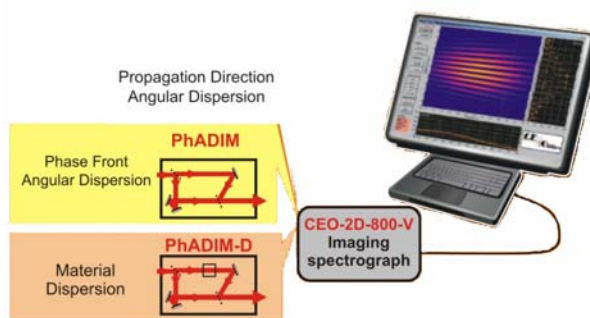 Propagation Direction
Angular Dispersion
PhADIM
Phase Front
Angular Dispersion
PhADIM-D
Material
Dispersion
CEO-2D-800-V
Imaging
spectrograph